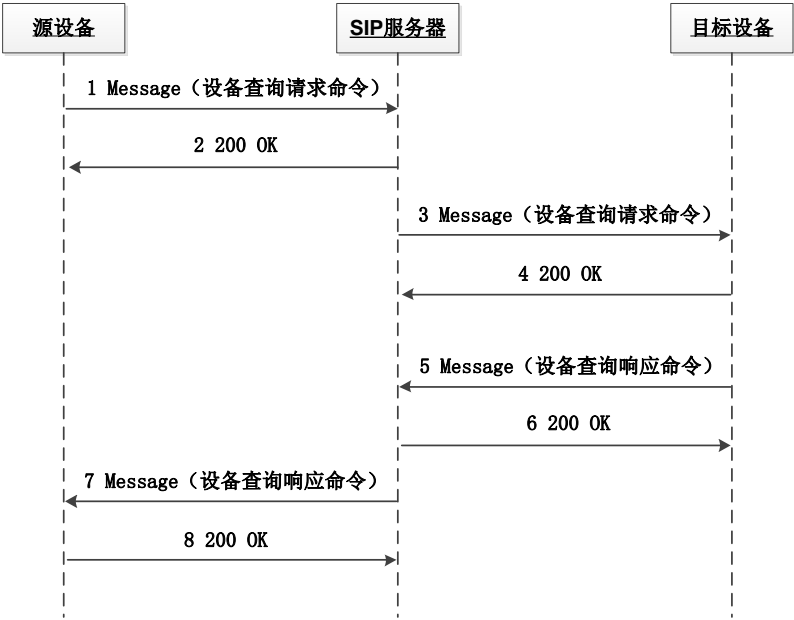 源设备
SIP服务器
目标设备
1 Message（设备查询请求命令）
2 200 OK
3 Message（设备查询请求命令）
4 200 OK
5 Message（设备查询响应命令）
6 200 OK
7 Message（设备查询响应命令）
8 200 OK